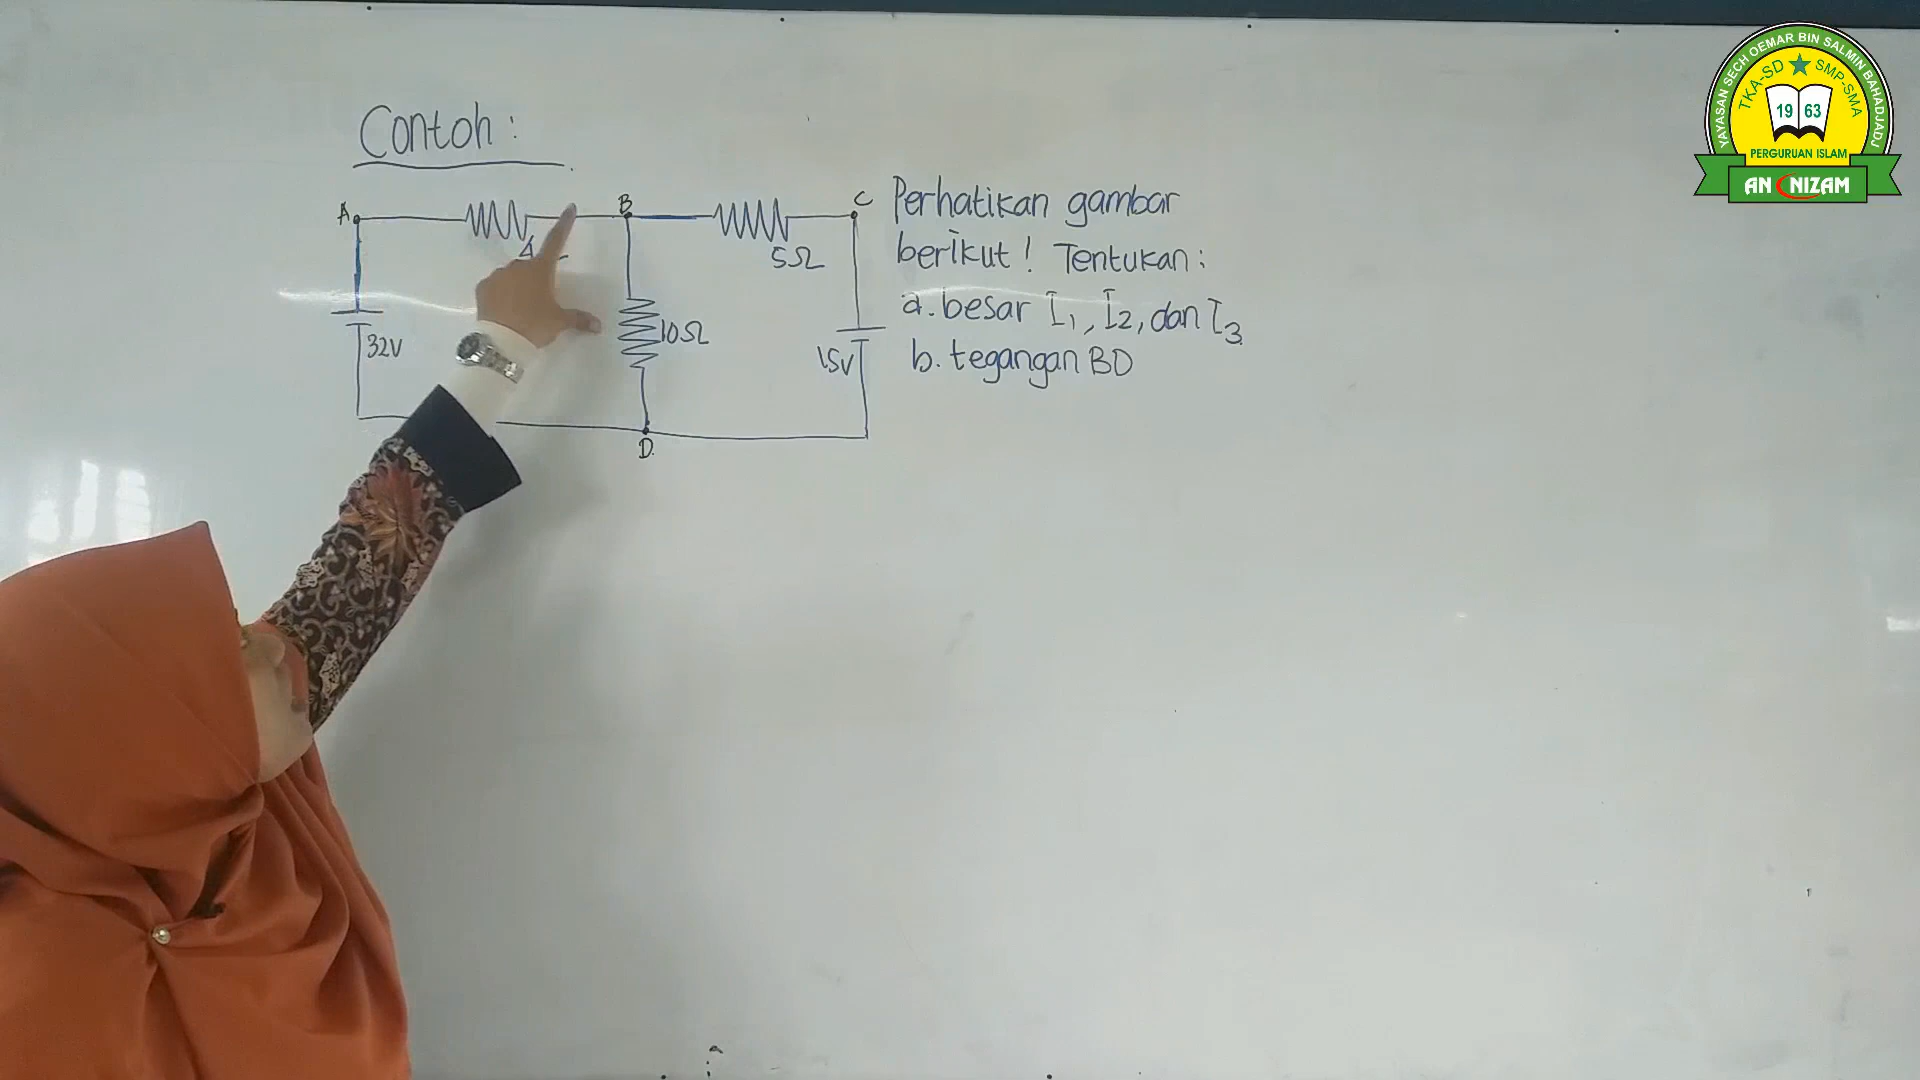 Contoh :
A
B
C
5Ω
10Ω
32V
15V
D
Perhatikan gambar
berikut ! Tentukan :
a. besar I₁, I₂, dan I₃
b. tegangan BD
YAYASAN SECH OEMAR BIN SALMIN BAHADJADJ
TKA-SD SMP-SMA
19 63
PERGURUAN ISLAM
AN NIZAM